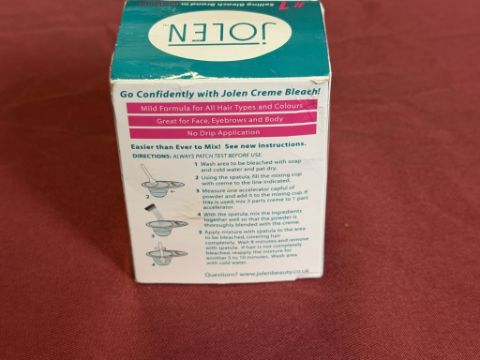 #1
Selling Bleach Brand in
JOLEN
Go Confidently with Jolen Creme Bleach!
Mild Formula for All Hair Types and Colours
Great for Face, Eyebrows and Body
No Drip Application
Easier than Ever to Mix! See new instructions.
DIRECTIONS: ALWAYS PATCH TEST BEFORE USE.
1 Wash area to be bleached with soap
and cold water and pat dry.
2 Using the spatula, fill the mixing cup
with creme to the line indicated.
3 Measure one accelerator capful of
powder and add it to the mixing cup. If
tray is used, mix 3 parts creme to 1 part
accelerator.
4 With the spatula, mix the ingredients
together well so that the powder is
thoroughly blended with the creme.
5 Apply mixture with spatula to the area
to be bleached, covering hair
completely. Wait 8 minutes and remove
with spatula. If hair is not completely
bleached, reapply the mixture for
another 5 to 10 minutes. Wash area
with cold water.
2
3
4
Questions? www.jolenbeauty.co.uk